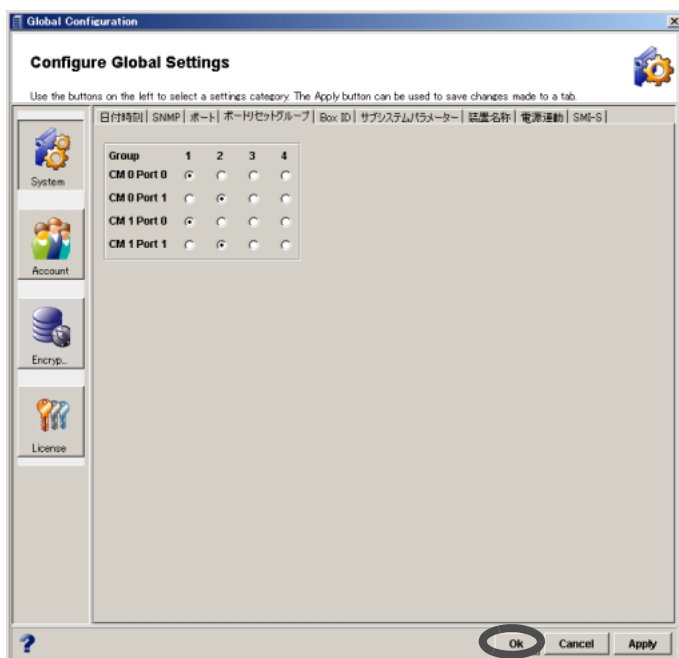 Global Configuration
Configure Global Settings
Use the buttons on the left to select a settings category. The Apply button can be used to save changes made to a tab.
日付時刻 SNMP ポート ポートリセットグループ Box ID サブシステムパラメーター 装置名称 電源連動 SMI-S
System
Account
Encryp...
License
Group 1 2 3 4
CM 0 Port 0
CM 0 Port 1
CM 1 Port 0
CM 1 Port 1
?
Ok Cancel Apply